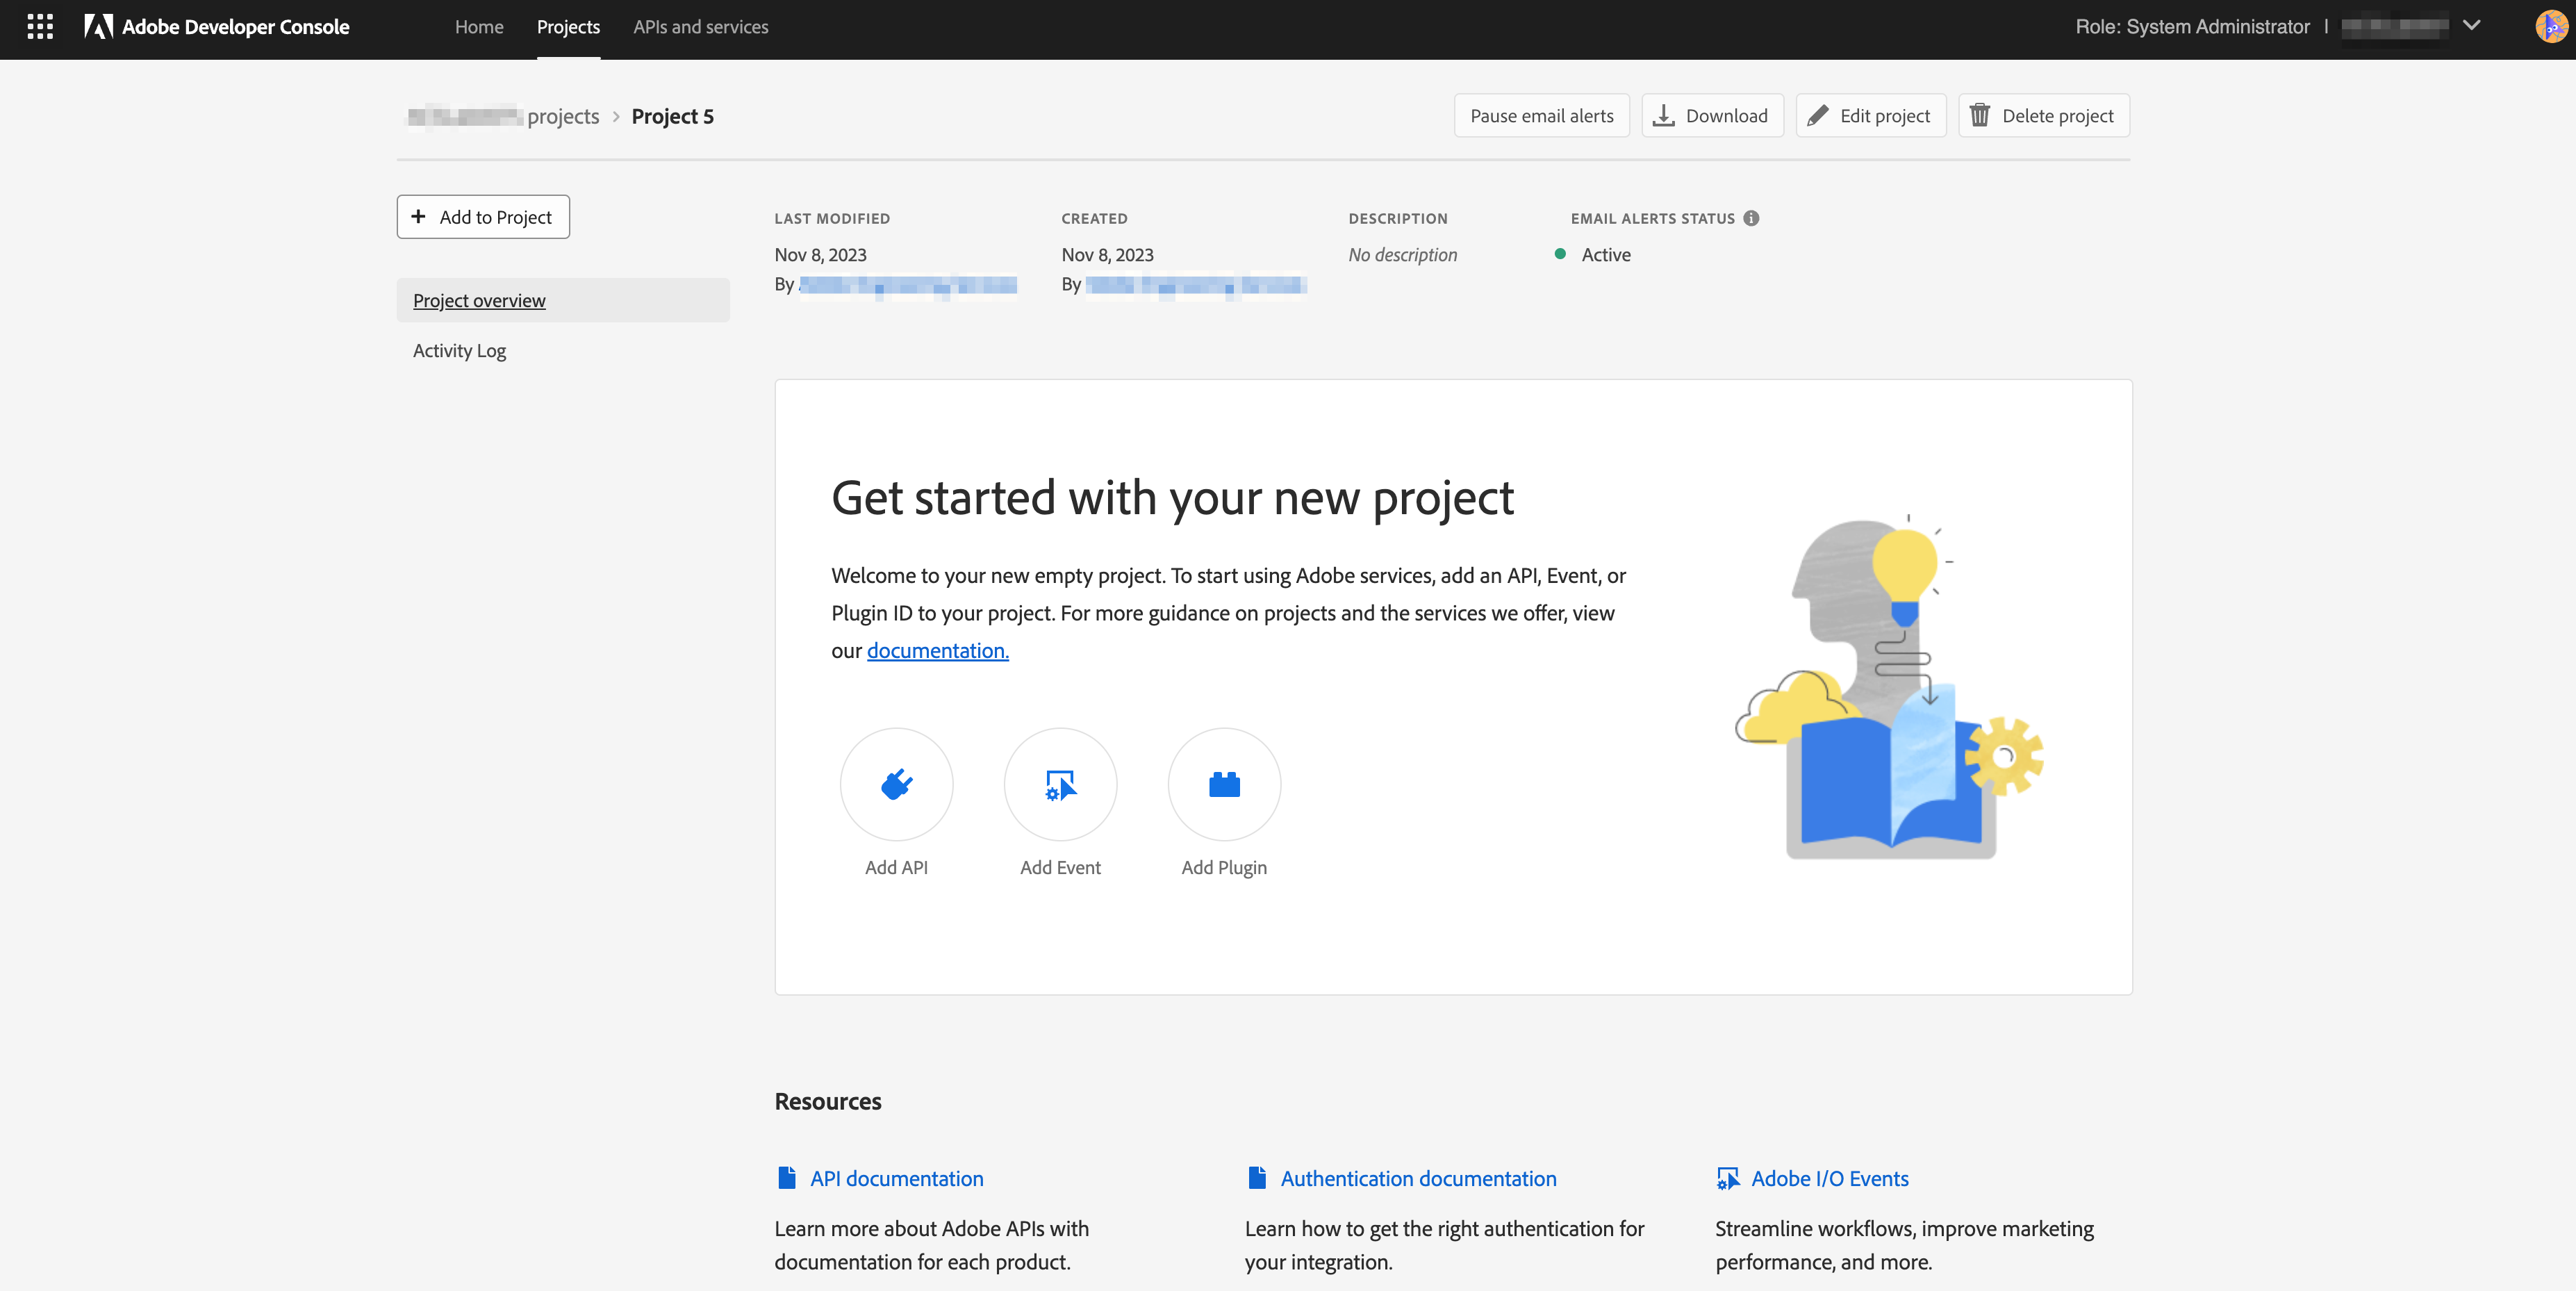 Adobe Developer Console
Home
Projects
APIs and services
Role: System Administrator |
projects > Project 5
Pause email alerts
Download
Edit project
Delete project
+ Add to Project
Project overview
Activity Log
LAST MODIFIED
Nov 8, 2023
By
CREATED
Nov 8, 2023
By
DESCRIPTION
No description
EMAIL ALERTS STATUS
Active
Get started with your new project
Welcome to your new empty project. To start using Adobe services, add an API, Event, or
Plugin ID to your project. For more guidance on projects and the services we offer, view
our documentation.
Add API
Add Event
Add Plugin
Resources
API documentation
Learn more about Adobe APIs with
documentation for each product.
Authentication documentation
Learn how to get the right authentication for
your integration.
Adobe I/O Events
Streamline workflows, improve marketing
performance, and more.